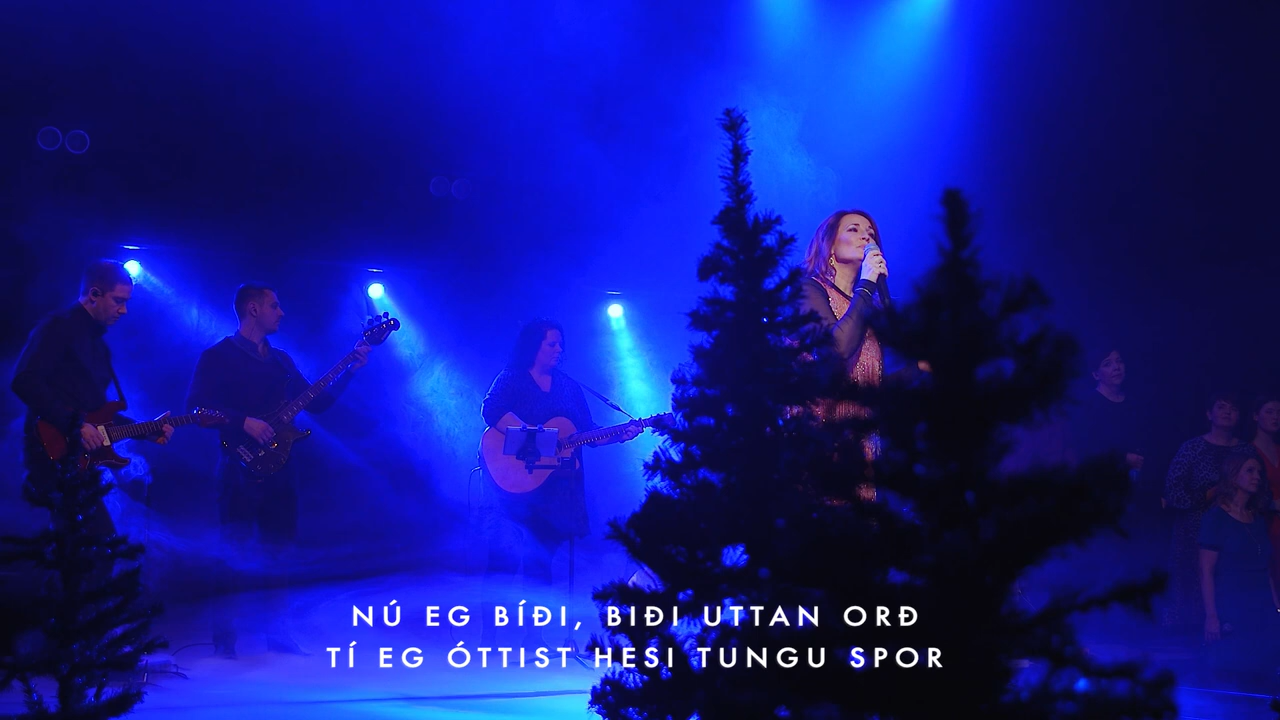 NÚ EG BÍÐI, BIÐI UTTAN ORÐ
TÍ EG ÓTTIST HESI TUNGU SPOR